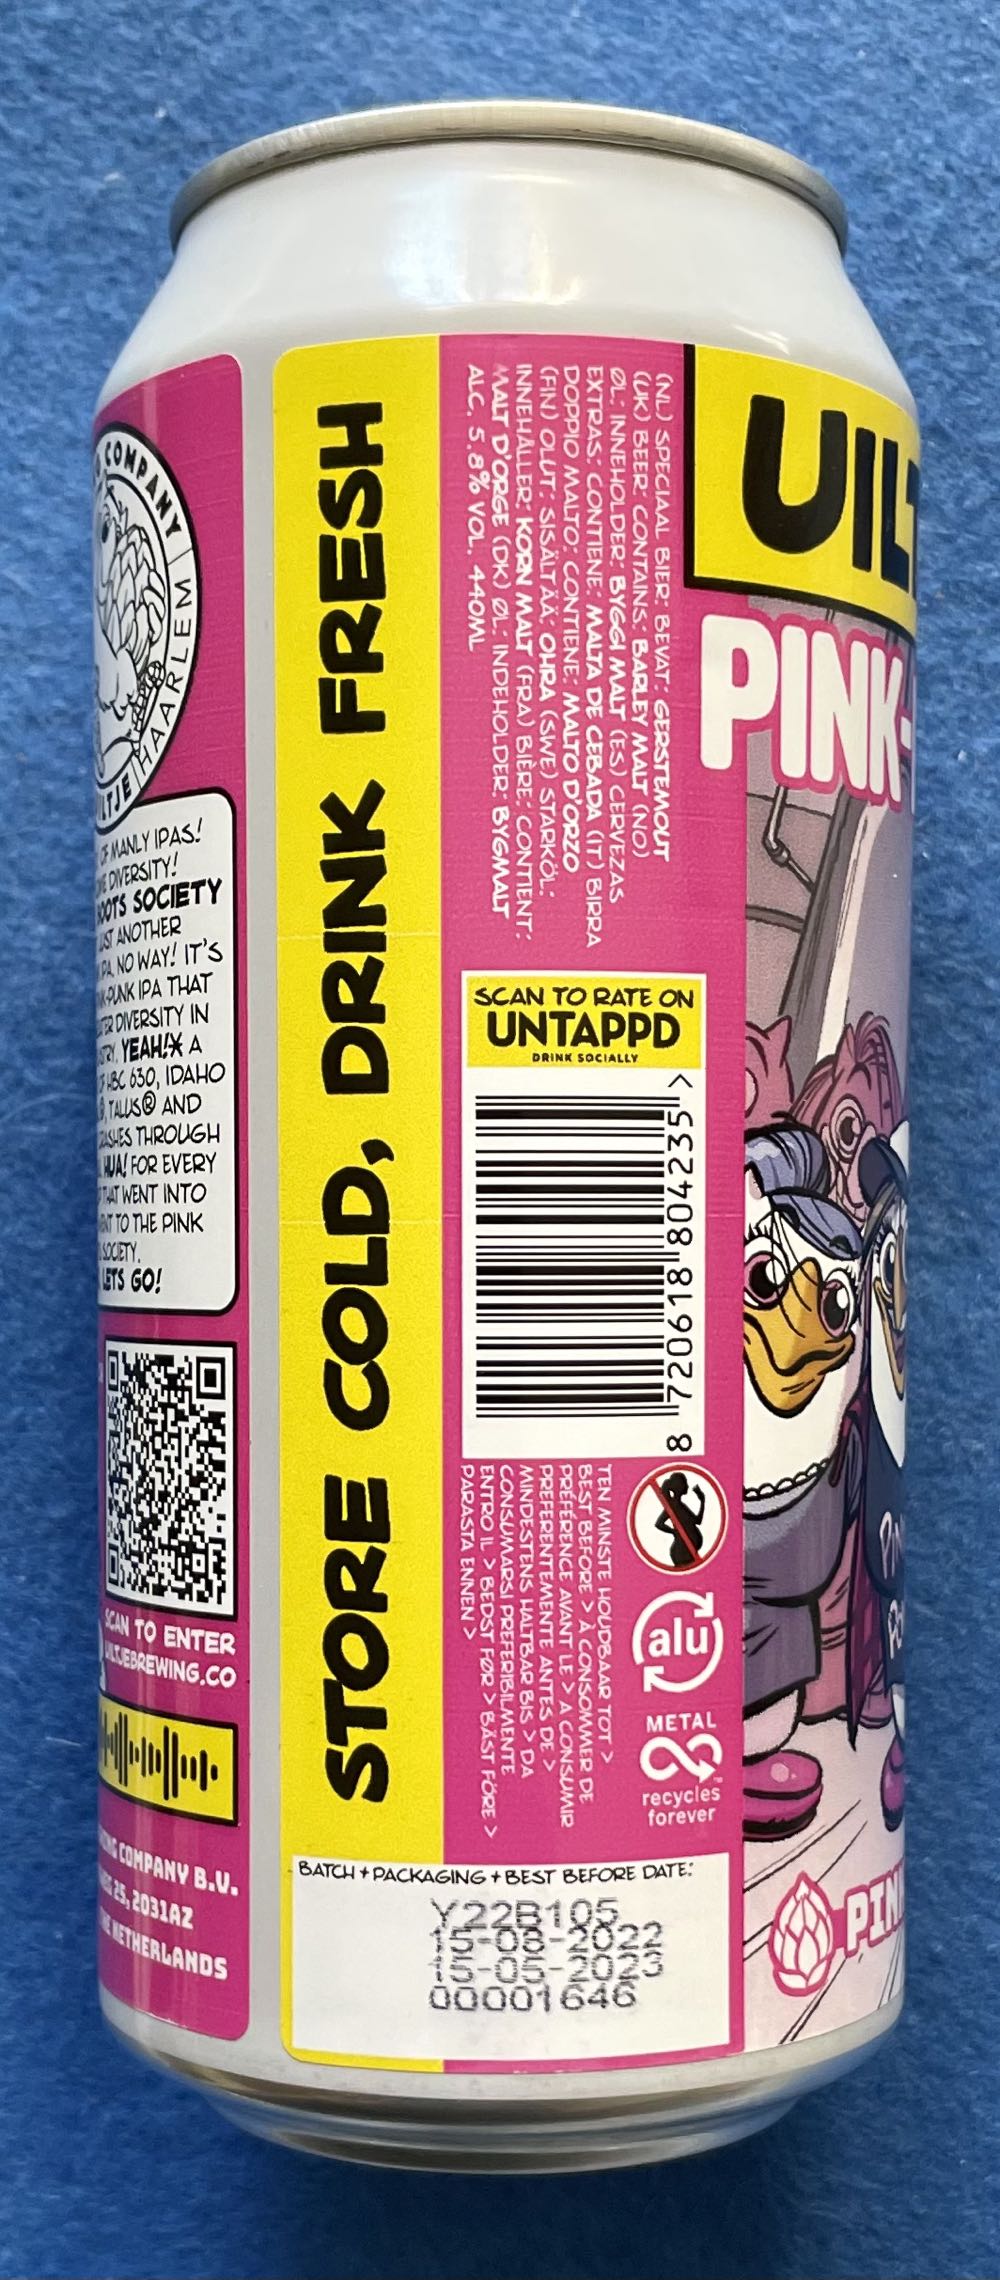 COMPANY
HAARLEM
OF MANLY IPAS!
DIVERSITY!
SOCIETY
ANOTHER
NO WAY! IT'S
PUNK IPA THAT
DIVERSITY IN
YEAH!X A
HBC 630, IDAHO
TALUS® AND
THROUGH
HUA! FOR EVERY
THAT WENT INTO
TO THE PINK
SOCIETY.
LETS GO!
SCAN TO ENTER
UILTJEBREWING.CO
COMPANY B.V.
25, 2031AZ
NETHERLANDS
STORE COLD, DRINK FRESH
(NL) SPECIAAL BIER: BEVAT: GERSTEMOUT
(UK) BEER: CONTAINS: BARLEY MALT (NO)
ØL: INNEHOLDER: BYGG MALT (ES) CERVEZAS
EXTRAS: CONTIENE: MALTA DE CEBADA (IT) BIRRA
DOPPIO MALTO: CONTIENE: MALTO D'ORZO
(FIN) OLUT: SISÄLTÄÄ: OHRA (SWE) STARKÖL:
INNEHÅLLER: KORN MALT (FRA) BIÈRE: CONTIENT:
MALT D'ORGE (DK) ØL: INDEHOLDER: BYGMALT
ALC. 5.8% VOL. 440ML
SCAN TO RATE ON
UNTAPPD
DRINK SOCIALLY
8 720618 804235 >
TEN MINSTE HOUDBAAR TOT >
BEST BEFORE > À CONSOMMER DE
PRÉFÉRENCE AVANT LE > A CONSUMIR
PREFERENTEMENTE ANTES DE >
MINDESTENS HALTBAR BIS > DA
CONSUMARSI PREFERIBILMENTE
ENTRO IL > BEDST FØR > BÄST FÖRE >
PARASTA ENNEN >
alu
METAL
recycles
forever
BATCH + PACKAGING + BEST BEFORE DATE:
Y22B105
15-08-2022
15-05-2023
00001646
PINK-